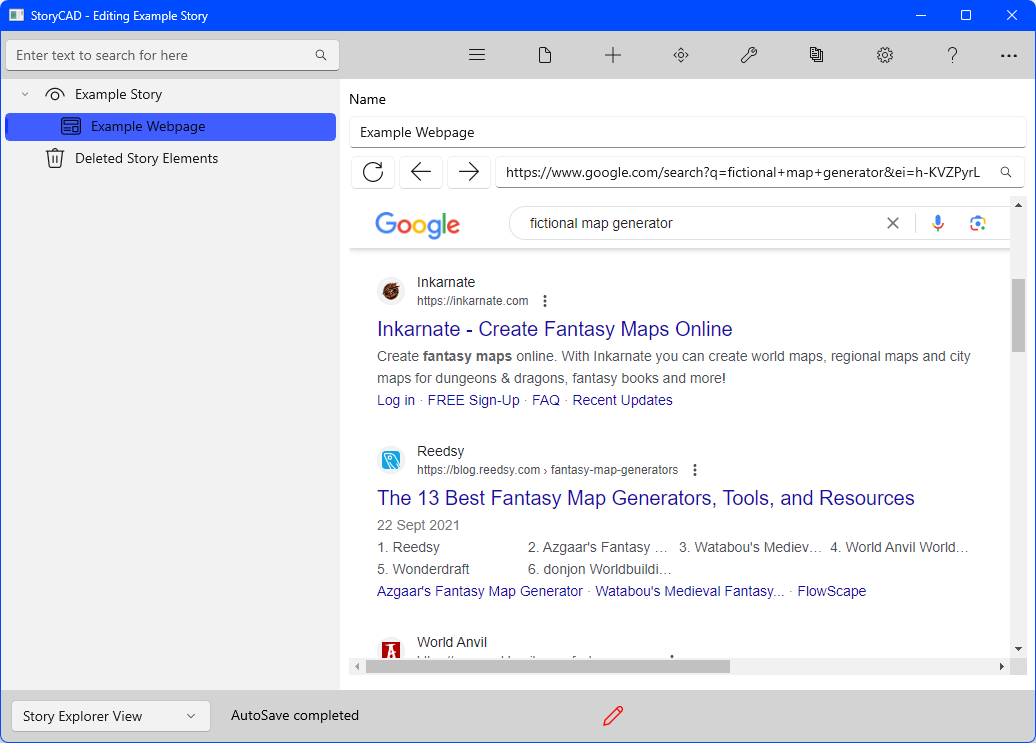 StoryCAD - Editing Example Story
Enter text to search for here
Example Story
Example Webpage
Deleted Story Elements
Name
Example Webpage
https://www.google.com/search?q=fictional+map+generator&ei=h-KVZPyrL
Google
fictional map generator
Inkarnate
https://inkarnate.com
Inkarnate - Create Fantasy Maps Online
Create fantasy maps online. With Inkarnate you can create world maps, regional maps and city
maps for dungeons & dragons, fantasy books and more!
Log in · FREE Sign-Up · FAQ · Recent Updates
Reedsy
https://blog.reedsy.com › fantasy-map-generators
The 13 Best Fantasy Map Generators, Tools, and Resources
22 Sept 2021
1. Reedsy 2. Azgaar's Fantasy ... 3. Watabou's Mediev... 4. World Anvil World...
5. Wonderdraft 6. donjon Worldbuildi...
Azgaar's Fantasy Map Generator · Watabou's Medieval Fantasy... · FlowScape
World Anvil
Story Explorer View
AutoSave completed